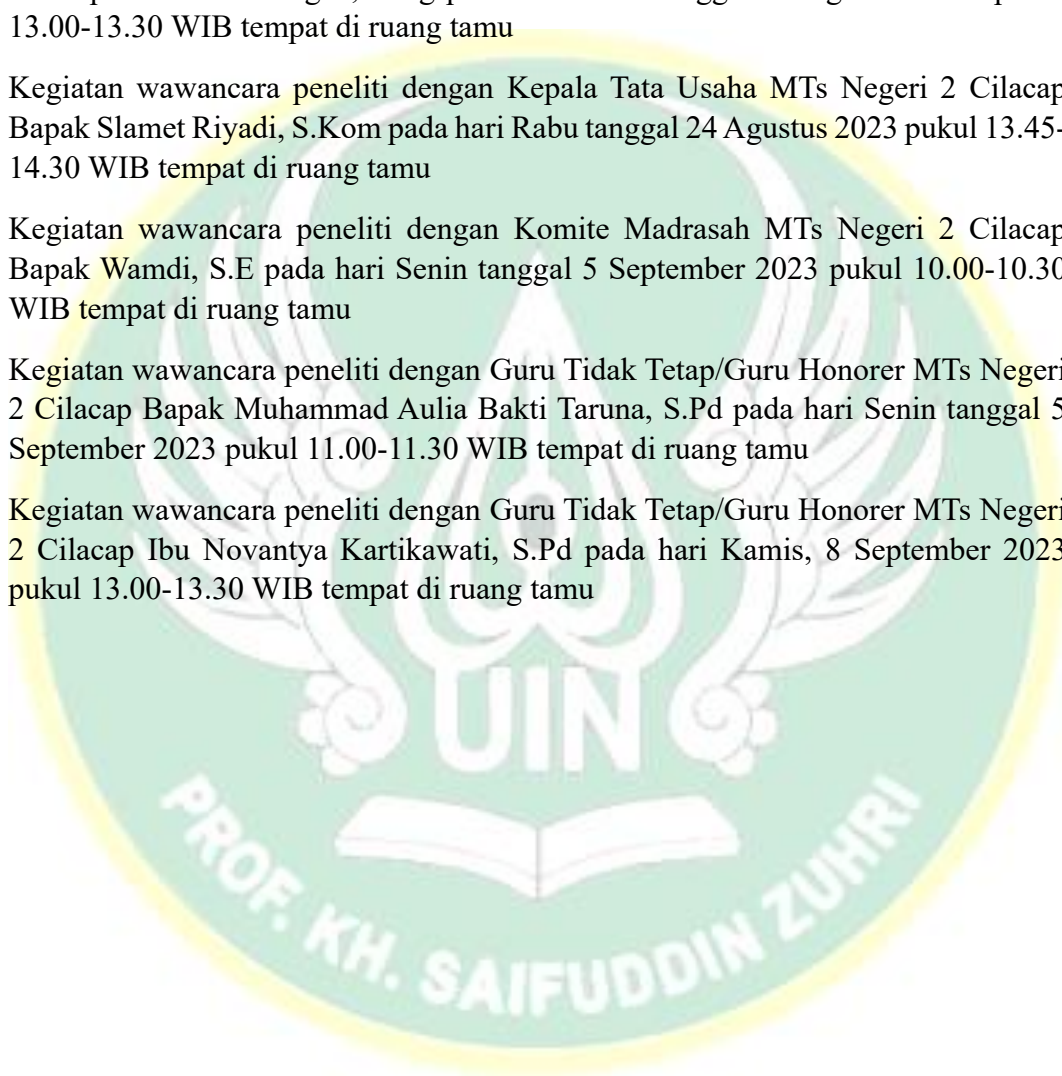 13.00-13.30 WIB tempat di ruang tamu
Kegiatan wawancara peneliti dengan Kepala Tata Usaha MTs Negeri 2 Cilacap
Bapak Slamet Riyadi, S.Kom pada hari Rabu tanggal 24 Agustus 2023 pukul 13.45-
14.30 WIB tempat di ruang tamu
Kegiatan wawancara peneliti dengan Komite Madrasah MTs Negeri 2 Cilacap
Bapak Wamdi, S.E pada hari Senin tanggal 5 September 2023 pukul 10.00-10.30
WIB tempat di ruang tamu
Kegiatan wawancara peneliti dengan Guru Tidak Tetap/Guru Honorer MTs Negeri
2 Cilacap Bapak Muhammad Aulia Bakti Taruna, S.Pd pada hari Senin tanggal 5
September 2023 pukul 11.00-11.30 WIB tempat di ruang tamu
Kegiatan wawancara peneliti dengan Guru Tidak Tetap/Guru Honorer MTs Negeri
2 Cilacap Ibu Novantya Kartikawati, S.Pd pada hari Kamis, 8 September 2023
pukul 13.00-13.30 WIB tempat di ruang tamu
UIN
PROF. KH. SAIFUDDIN ZUHRI